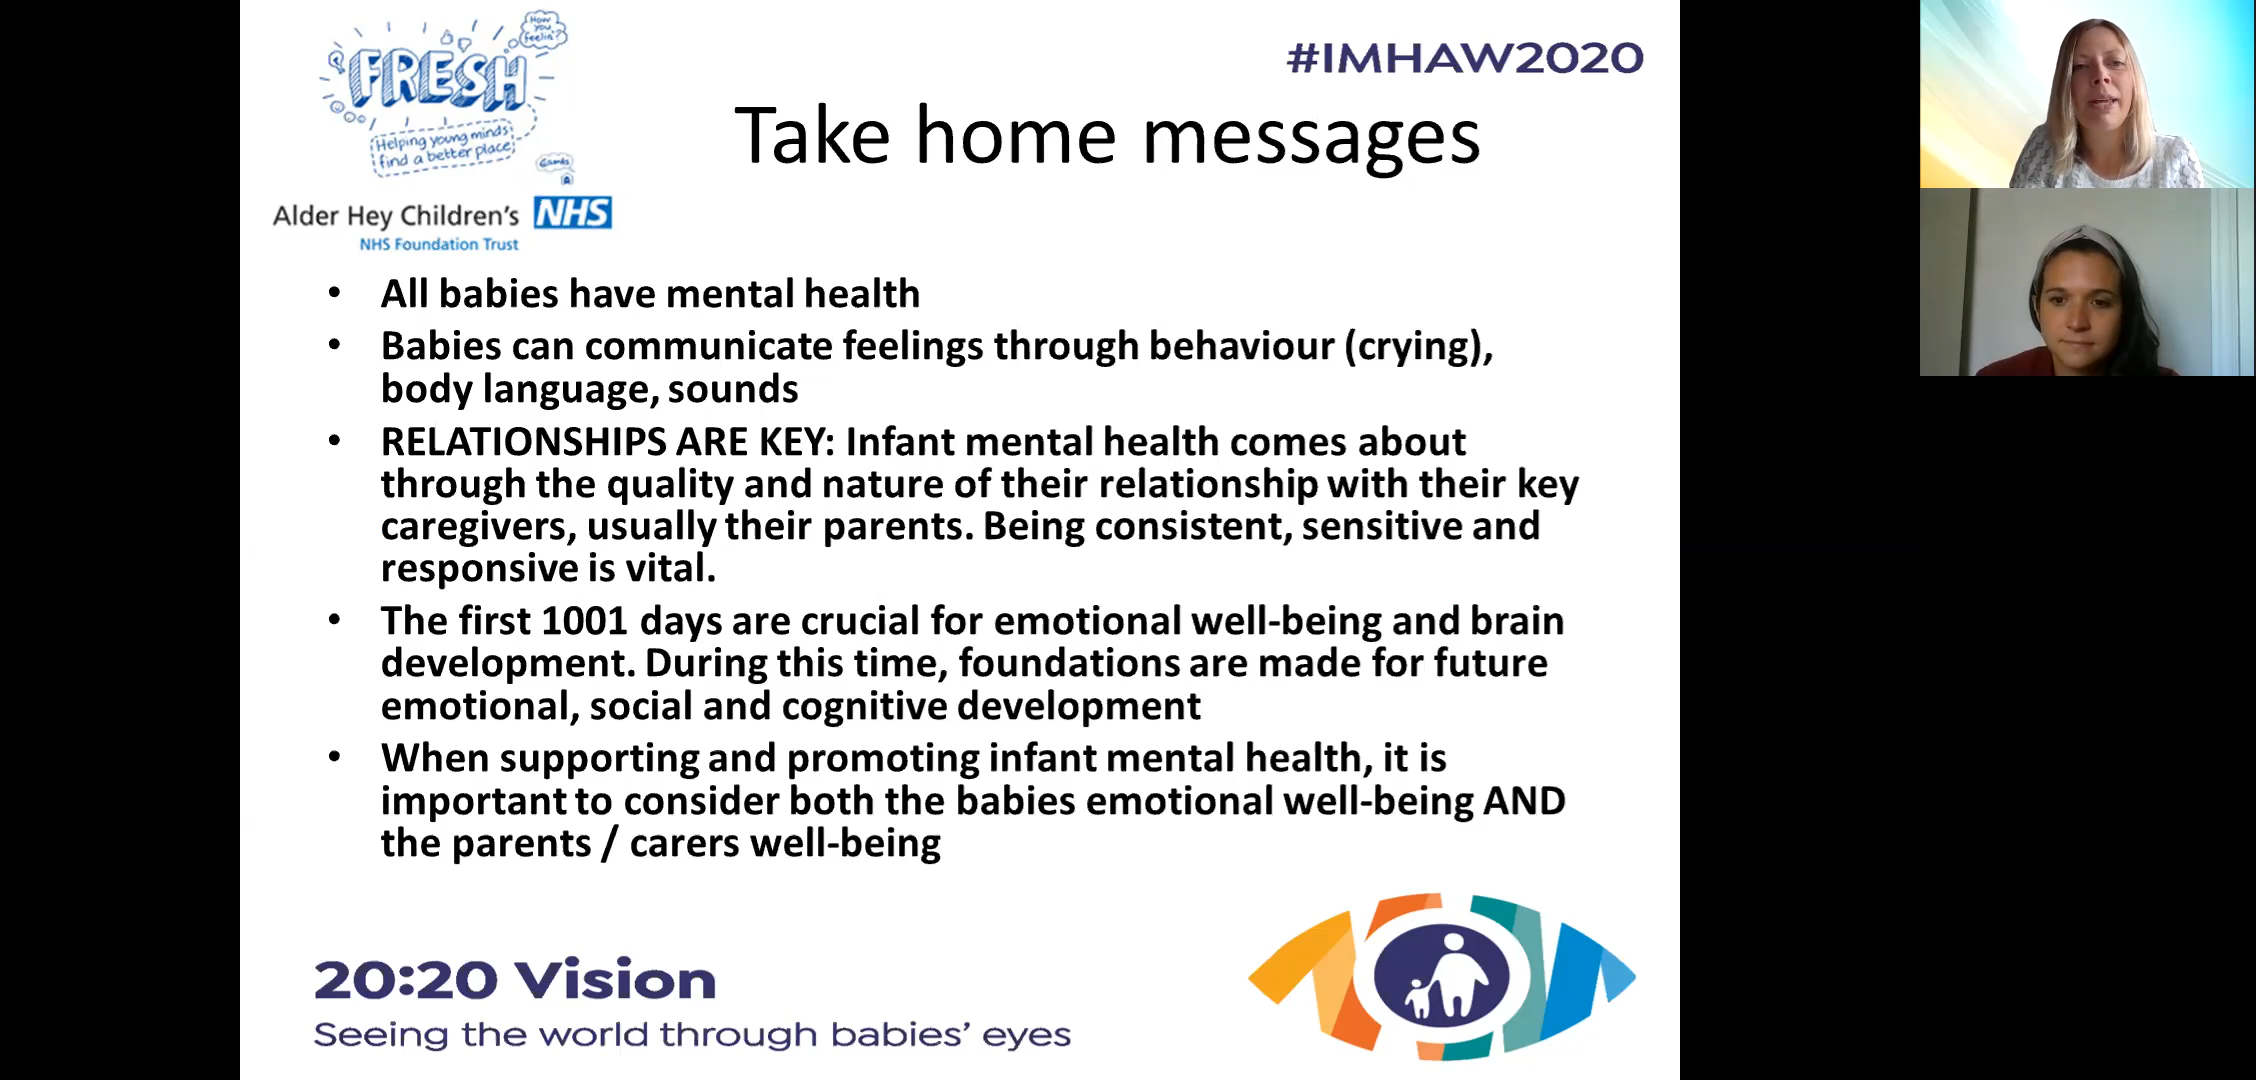 How you feelin'?
FRESH
Helping young minds
find a better place
Games
Alder Hey Children's NHS
NHS Foundation Trust
#IMHAW2020
Take home messages
• All babies have mental health
• Babies can communicate feelings through behaviour (crying),
body language, sounds
• RELATIONSHIPS ARE KEY: Infant mental health comes about
through the quality and nature of their relationship with their key
caregivers, usually their parents. Being consistent, sensitive and
responsive is vital.
• The first 1001 days are crucial for emotional well-being and brain
development. During this time, foundations are made for future
emotional, social and cognitive development
• When supporting and promoting infant mental health, it is
important to consider both the babies emotional well-being AND
the parents / carers well-being
20:20 Vision
Seeing the world through babies' eyes